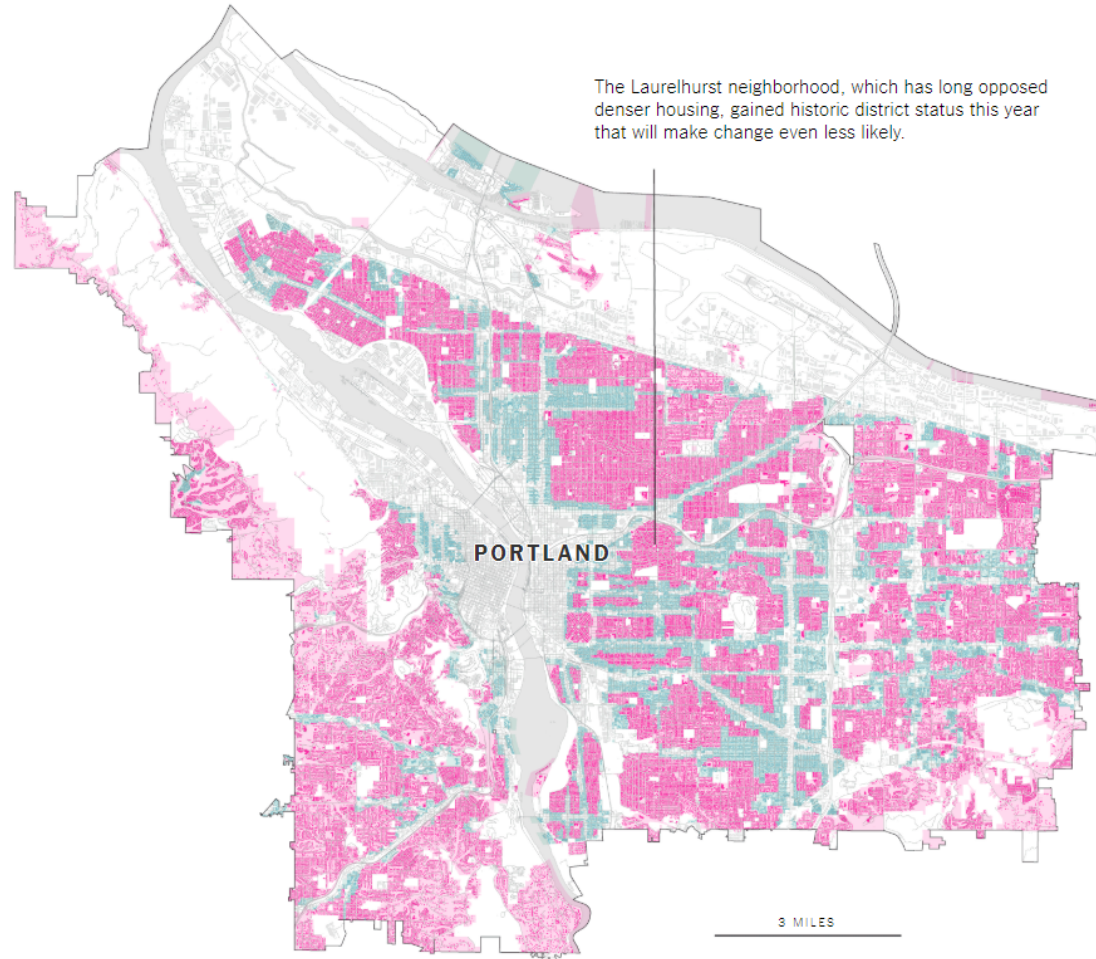 The Laurelhurst neighborhood, which has long opposed
denser housing, gained historic district status this year
that will make change even less likely.
PORTLAND
3 MILES